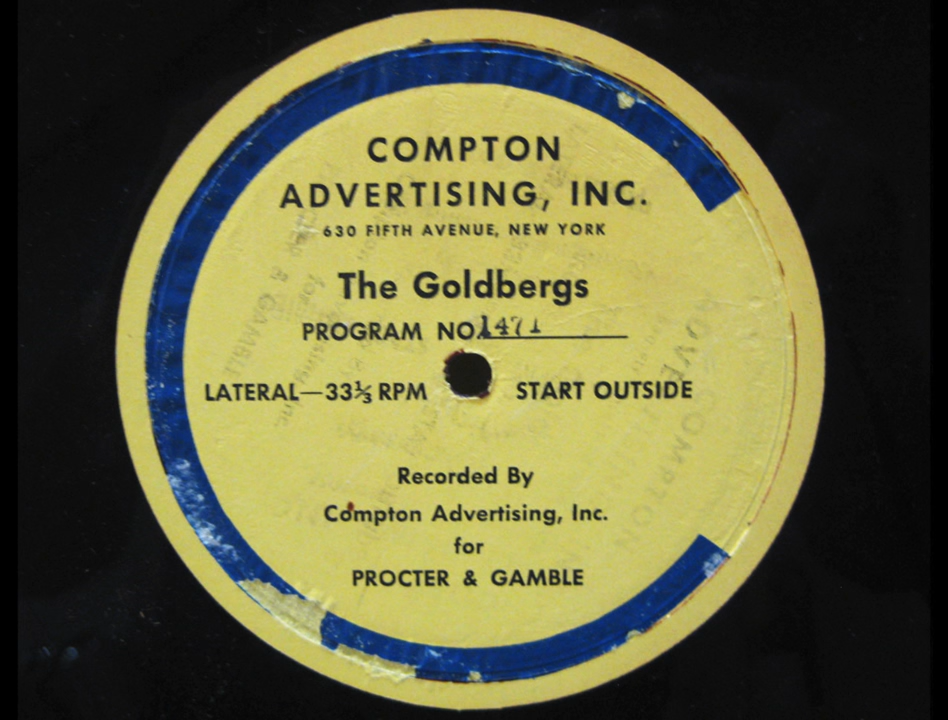 COMPTON
ADVERTISING, INC.
630 FIFTH AVENUE, NEW YORK
The Goldbergs
PROGRAM NO. 1471
LATERAL—33⅓ RPM START OUTSIDE
Recorded By
Compton Advertising, Inc.
for
PROCTER & GAMBLE